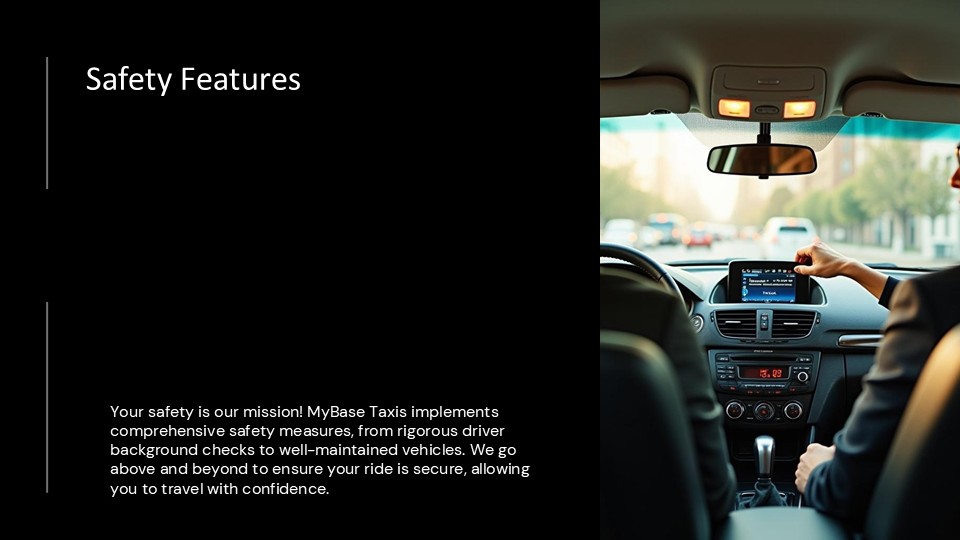 Safety Features
Your safety is our mission! MyBase Taxis implements
comprehensive safety measures, from rigorous driver
background checks to well-maintained vehicles. We go
above and beyond to ensure your ride is secure, allowing
you to travel with confidence.